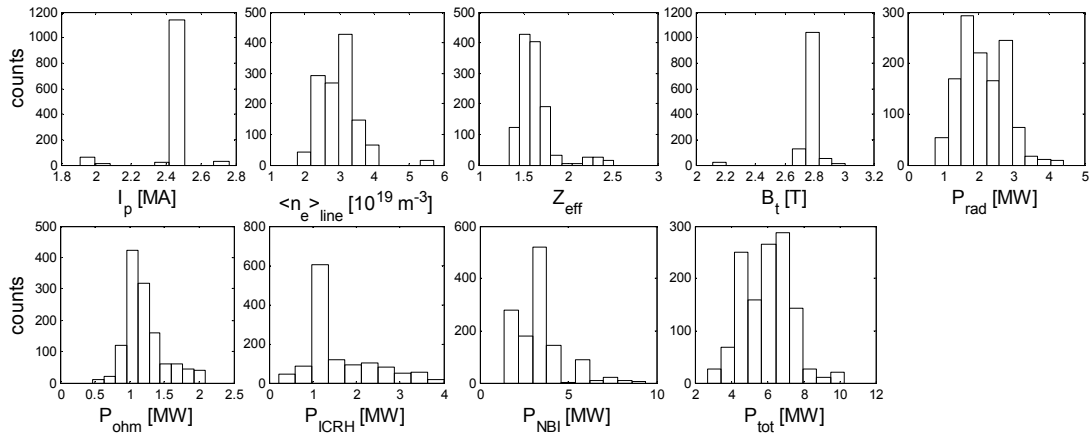 counts
1200
1000
800
600
400
200
0
1.8 2 2.2 2.4 2.6 2.8
I_p [MA]
500
400
300
200
100
0
1 2 3 4 5 6
<n_e>_line [10^19 m^-3]
500
400
300
200
100
0
1 1.5 2 2.5 3
Z_eff
1200
1000
800
600
400
200
0
2 2.2 2.4 2.6 2.8 3 3.2
B_t [T]
300
200
100
0
0 1 2 3 4 5
P_rad [MW]
counts
500
400
300
200
100
0
0 0.5 1 1.5 2 2.5
P_ohm [MW]
800
600
400
200
0
0 1 2 3 4
P_ICRH [MW]
600
400
200
0
0 5 10
P_NBI [MW]
300
200
100
0
2 4 6 8 10 12
P_tot [MW]